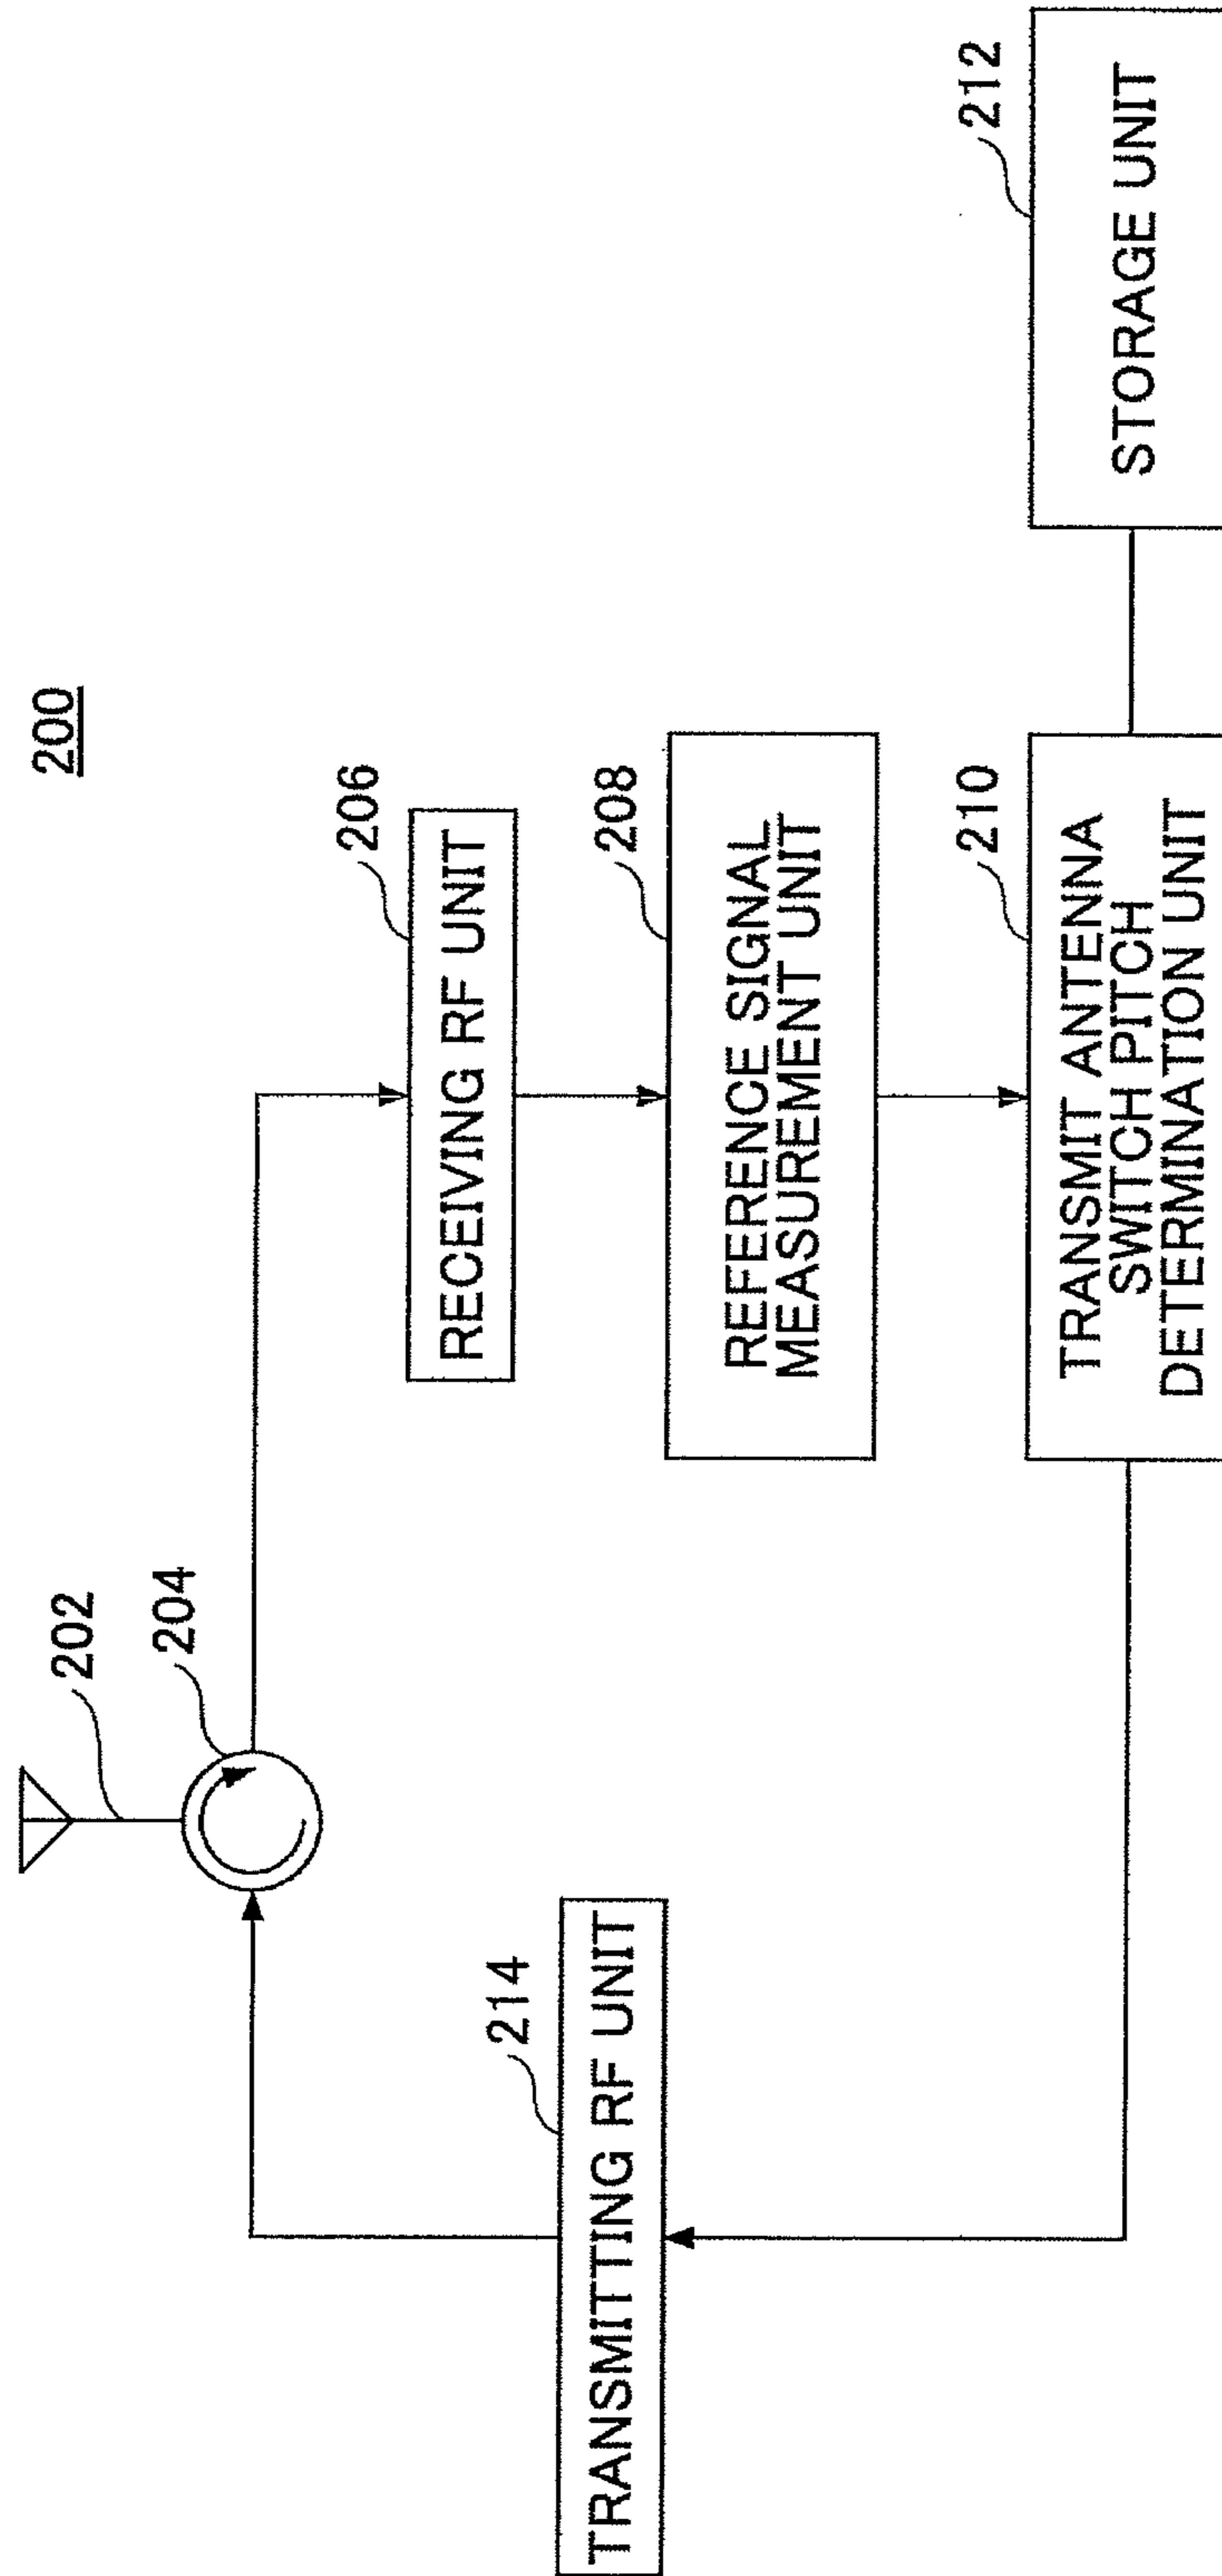 200
202
204
206
RECEIVING RF UNIT
214
TRANSMITTING RF UNIT
208
REFERENCE SIGNAL
MEASUREMENT UNIT
210
TRANSMIT ANTENNA
SWITCH PITCH
DETERMINATION UNIT
212
STORAGE UNIT